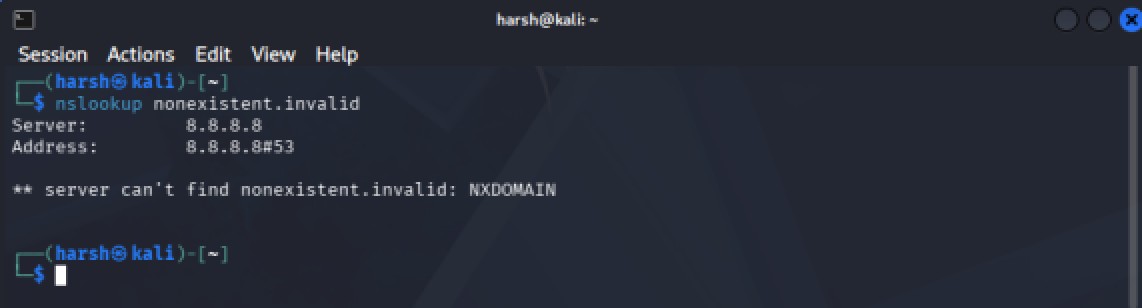 harsh@kali: ~
Session Actions Edit View Help
┌──(harsh㉿kali)-[~]
└─$ nslookup nonexistent.invalid
Server:         8.8.8.8
Address:        8.8.8.8#53
** server can't find nonexistent.invalid: NXDOMAIN
┌──(harsh㉿kali)-[~]
└─$